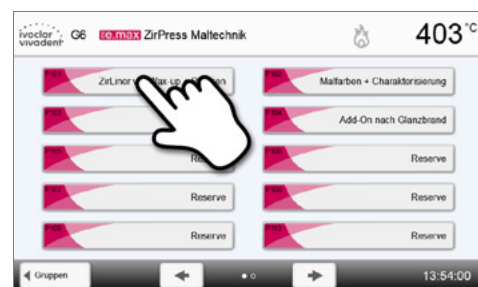 ivoclar vivadent G6 IPS e.max ZirPress Maltechnik 403 °C
P101 ZirLiner v
P102 Malfarben + Charakterisierung
P103
P104 Add-On nach Glanzbrand
P105
P106 Reserve
P107 Reserve
P108 Reserve
P109 Reserve
P110 Reserve
Gruppen 13:54:00